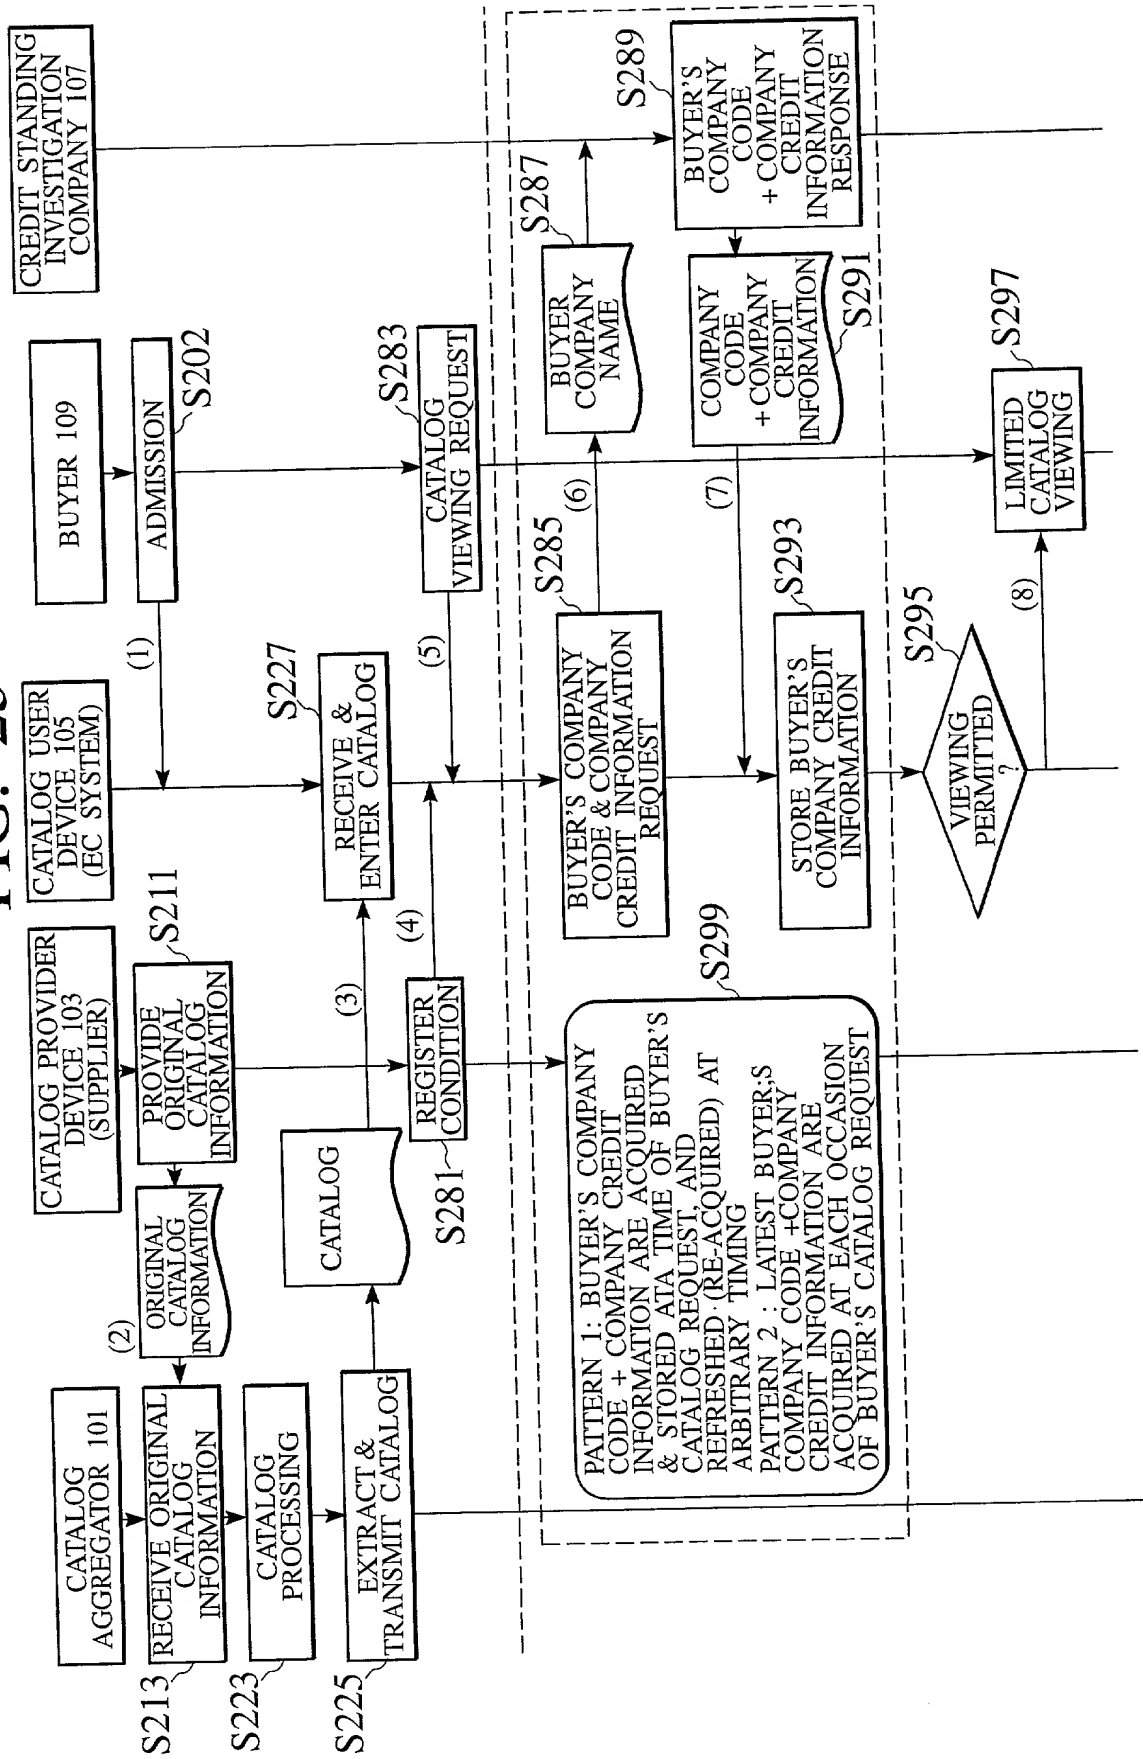 CATALOG
AGGREGATOR 101
S213
RECEIVE ORIGINAL
CATALOG
INFORMATION
S223
CATALOG
PROCESSING
S225
EXTRACT &
TRANSMIT CATALOG
(2)
ORIGINAL
CATALOG
INFORMATION
CATALOG
CATALOG PROVIDER
DEVICE 103
(SUPPLIER)
S211
PROVIDE
ORIGINAL
CATALOG
INFORMATION
(3)
S281
REGISTER
CONDITION
(4)
CATALOG USER
DEVICE 105
(EC SYSTEM)
(1)
S227
RECEIVE &
ENTER CATALOG
(5)
BUYER 109
ADMISSION
S202
S283
CATALOG
VIEWING REQUEST
CREDIT STANDING
INVESTIGATION
COMPANY 107
S299
PATTERN 1: BUYER'S COMPANY
CODE + COMPANY CREDIT
INFORMATION ARE ACQUIRED
& STORED ATA TIME OF BUYER'S
CATALOG REQUEST, AND
REFRESHED (RE-ACQUIRED) AT
ARBITRARY TIMING
PATTERN 2 : LATEST BUYER;S
COMPANY CODE +COMPANY
CREDIT INFORMATION ARE
ACQUIRED AT EACH OCCASION
OF BUYER'S CATALOG REQUEST
S285
BUYER'S COMPANY
CODE & COMPANY
CREDIT INFORMATION
REQUEST
(6)
S287
BUYER
COMPANY
NAME
S289
BUYER'S
COMPANY
CODE
+ COMPANY
CREDIT
INFORMATION
RESPONSE
COMPANY
CODE
+ COMPANY
CREDIT
INFORMATION
S291
(7)
S293
STORE BUYER'S
COMPANY CREDIT
INFORMATION
S295
VIEWING
PERMITTED
?
(8)
S297
LIMITED
CATALOG
VIEWING